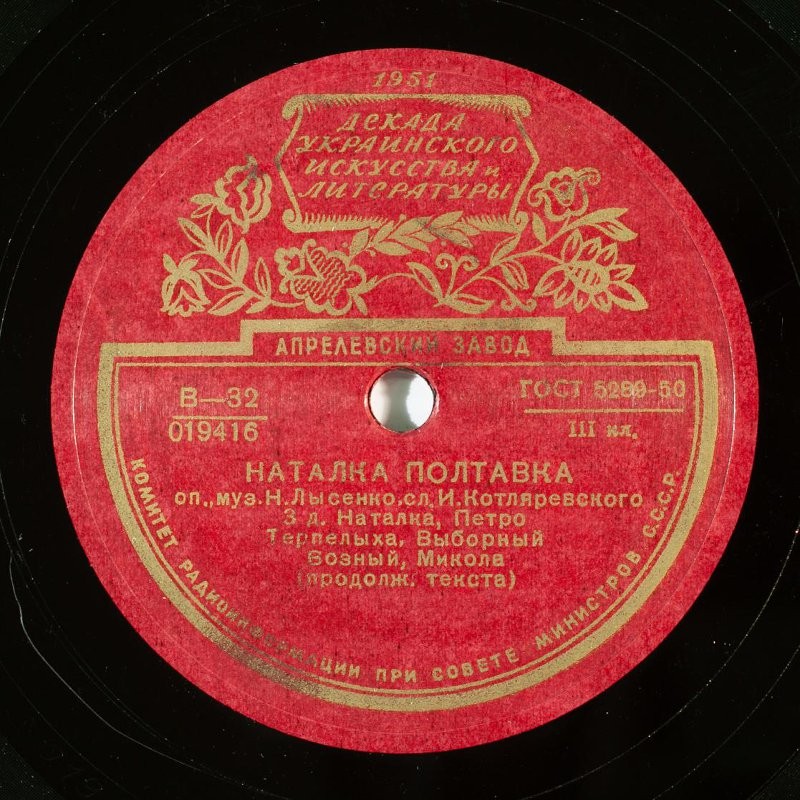 1951
ДЕКАДА
УКРАИНСКОГО
ИСКУССТВА и
ЛИТЕРАТУРЫ
АПРЕЛЕВСКИЙ ЗАВОД
В—32
019416
ГОСТ 5289-50
III кл.
НАТАЛКА ПОЛТАВКА
оп., муз. Н. Лысенко, сл. И. Котляревского
3 д. Наталка, Петро
Терпелыха, Выборный
Возный, Микола
(продолж. текста)
КОМИТЕТ РАДИОИНФОРМАЦИИ ПРИ СОВЕТЕ МИНИСТРОВ С.С.С.Р.